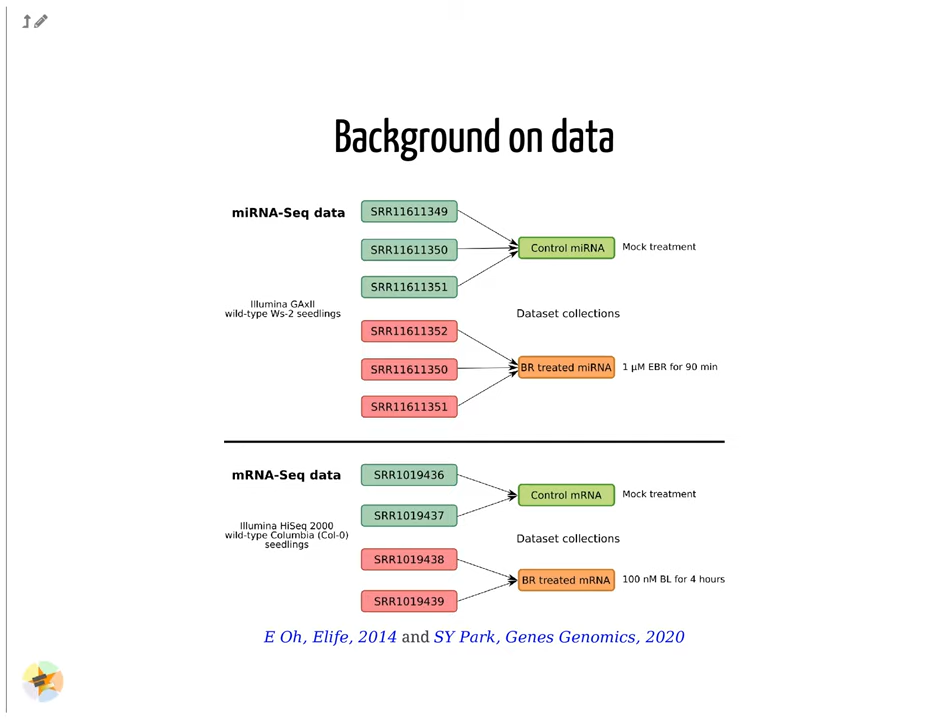 Background on data
miRNA-Seq data
SRR11611349
SRR11611350
SRR11611351
Control miRNA
Mock treatment
Illumina GAxII
wild-type Ws-2 seedlings
Dataset collections
SRR11611352
SRR11611350
SRR11611351
BR treated miRNA
1 µM EBR for 90 min
mRNA-Seq data
SRR1019436
SRR1019437
Control mRNA
Mock treatment
Illumina HiSeq 2000
wild-type Columbia (Col-0)
seedlings
Dataset collections
SRR1019438
SRR1019439
BR treated mRNA
100 nM BL for 4 hours
E Oh, Elife, 2014 and SY Park, Genes Genomics, 2020